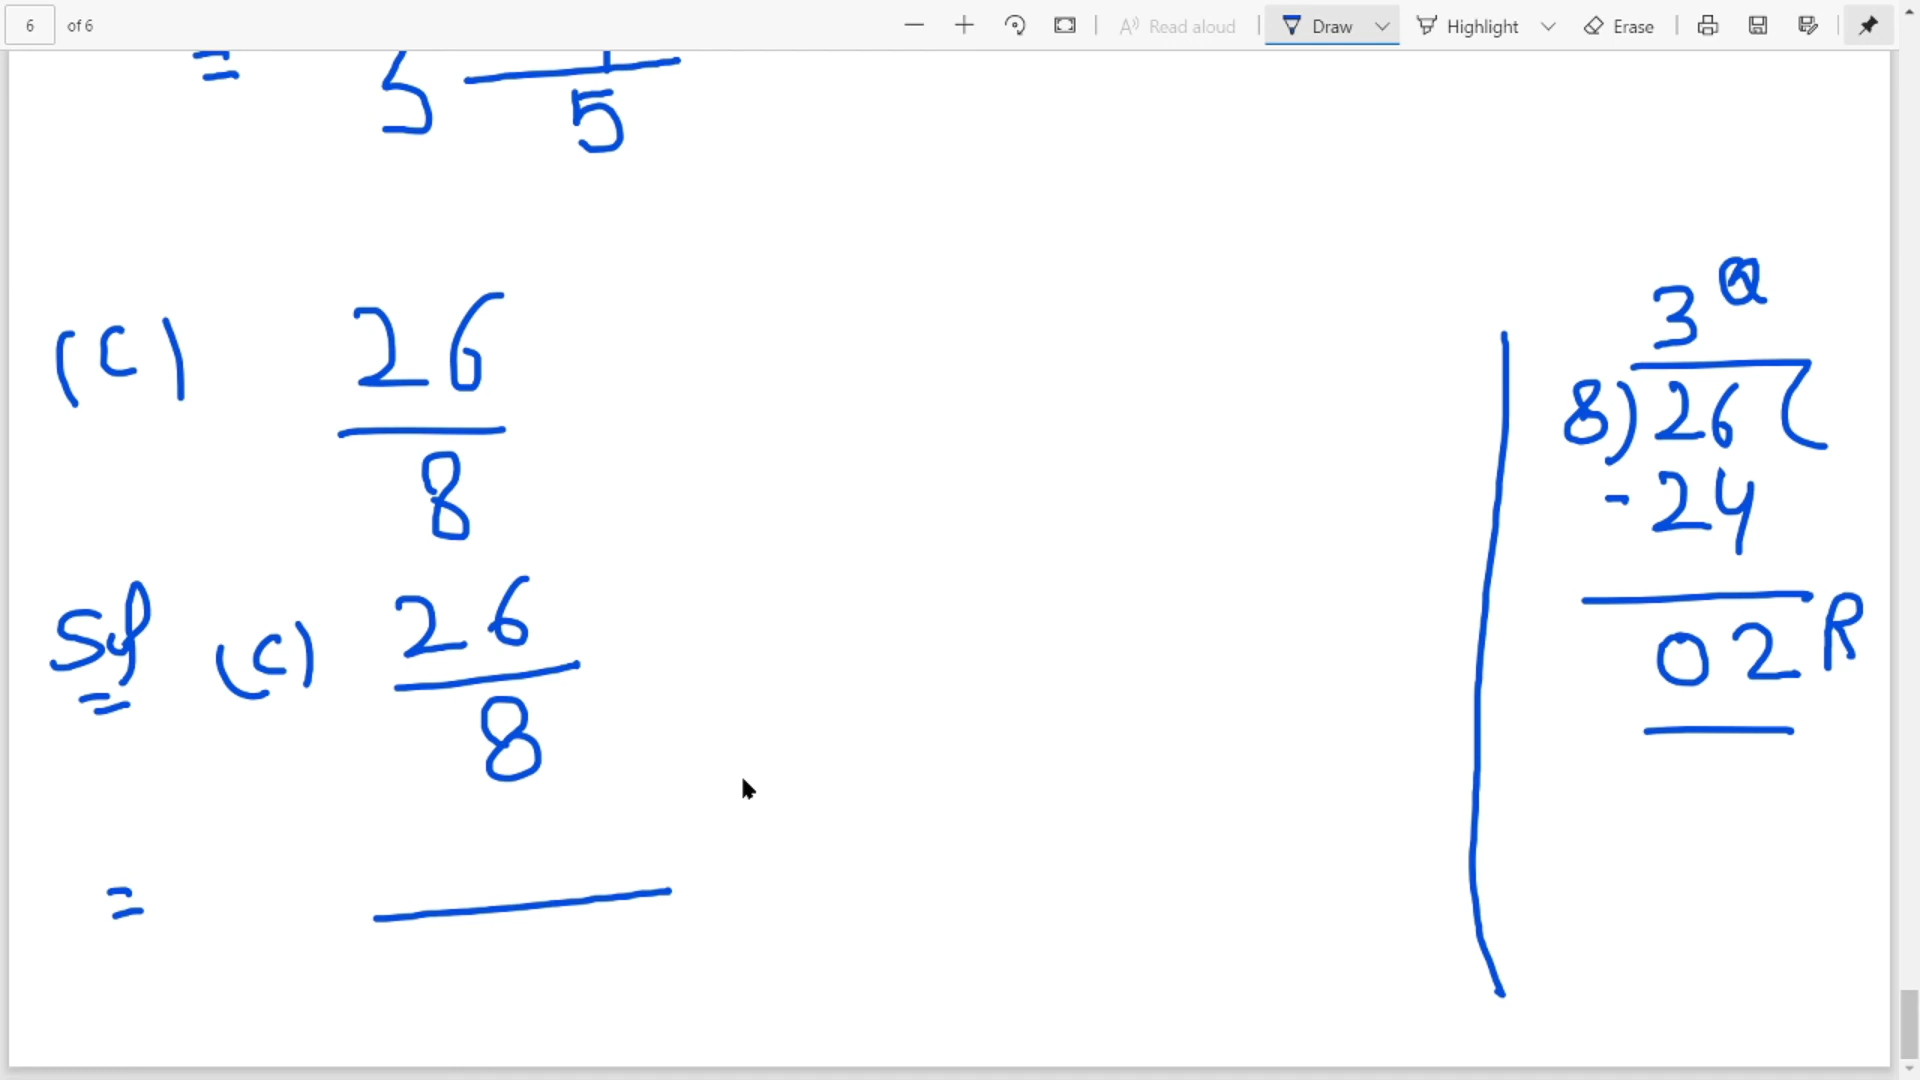 6 of 6 Read aloud Draw Highlight Erase
=
5
5
(C) 26
8
Sol (C) 26
8
=
3 Q
8)26(
-24
02 R